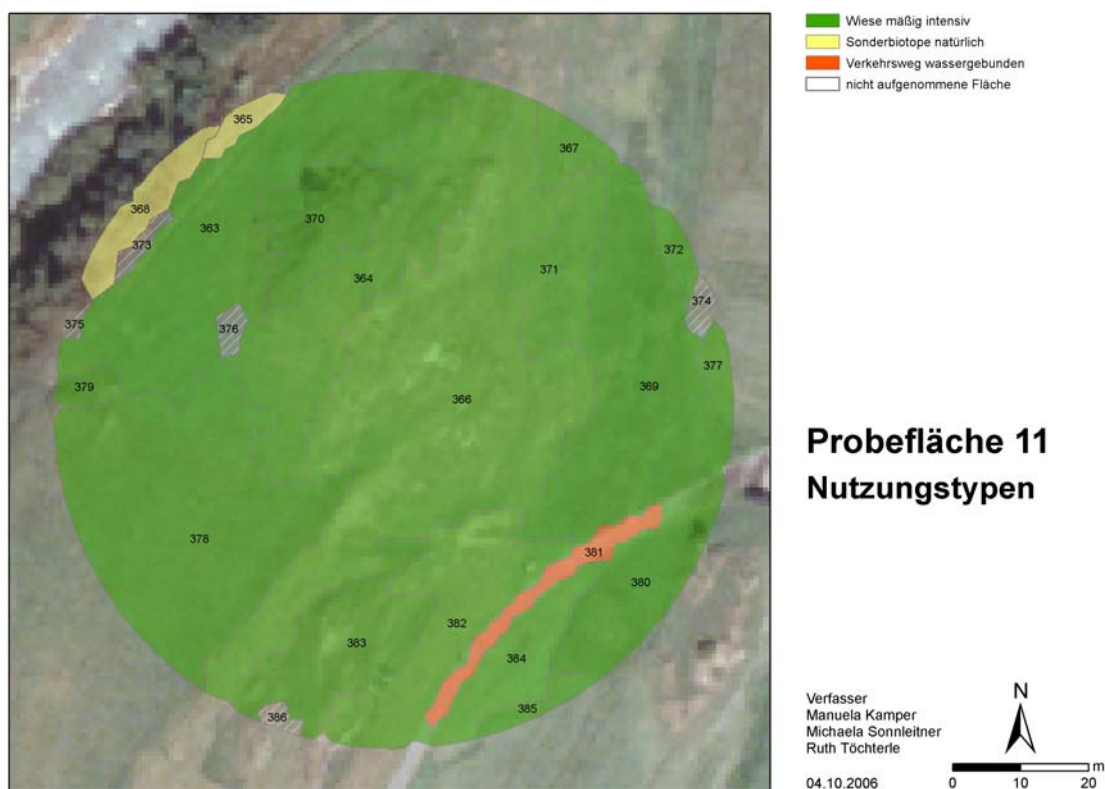 Wiese mäßig intensiv
Sonderbiotope natürlich
Verkehrsweg wassergebunden
nicht aufgenommene Fläche
365
367
368
373
363
370
372
364
371
374
375
376
377
379
369
366
378
381
380
382
383
384
385
386
Probefläche 11
Nutzungstypen
Verfasser
Manuela Kamper
Michaela Sonnleitner
Ruth Töchterle
04.10.2006
N
m
0 10 20